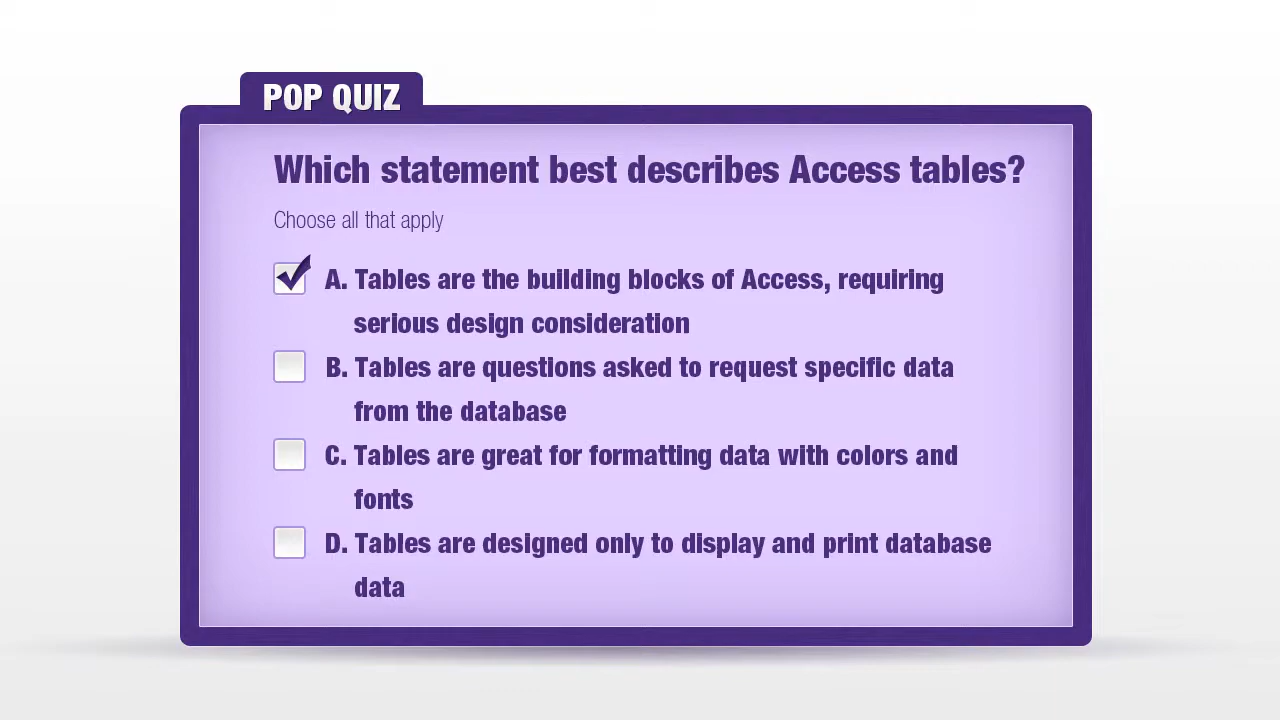 POP QUIZ
Which statement best describes Access tables?
Choose all that apply
A. Tables are the building blocks of Access, requiring
serious design consideration
B. Tables are questions asked to request specific data
from the database
C. Tables are great for formatting data with colors and
fonts
D. Tables are designed only to display and print database
data